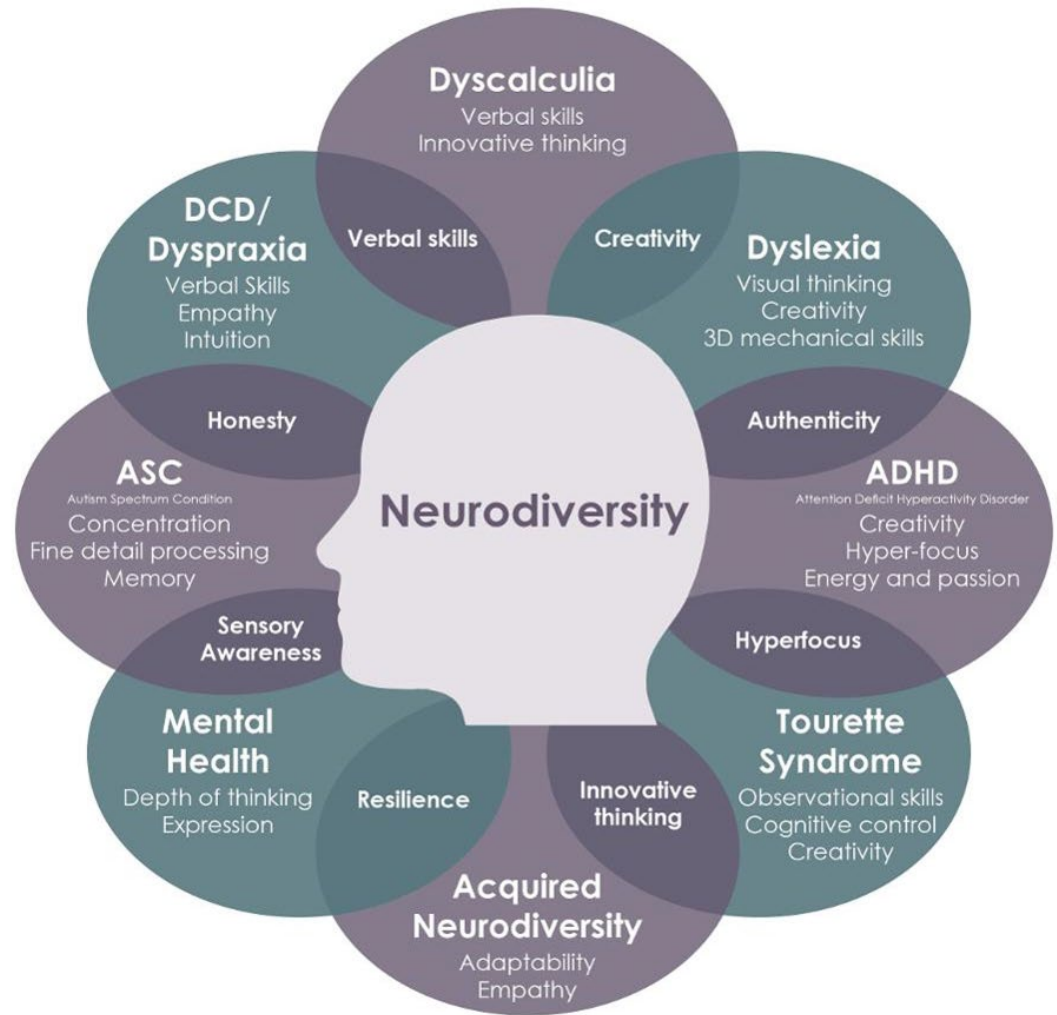 Dyscalculia
Verbal skills
Innovative thinking
Verbal skills
Creativity
DCD/
Dyspraxia
Verbal Skills
Empathy
Intuition
Dyslexia
Visual thinking
Creativity
3D mechanical skills
Honesty
Authenticity
ASC
Autism Spectrum Condition
Concentration
Fine detail processing
Memory
Neurodiversity
ADHD
Attention Deficit Hyperactivity Disorder
Creativity
Hyper-focus
Energy and passion
Sensory
Awareness
Hyperfocus
Mental
Health
Depth of thinking
Expression
Resilience
Innovative
thinking
Tourette
Syndrome
Observational skills
Cognitive control
Creativity
Acquired
Neurodiversity
Adaptability
Empathy